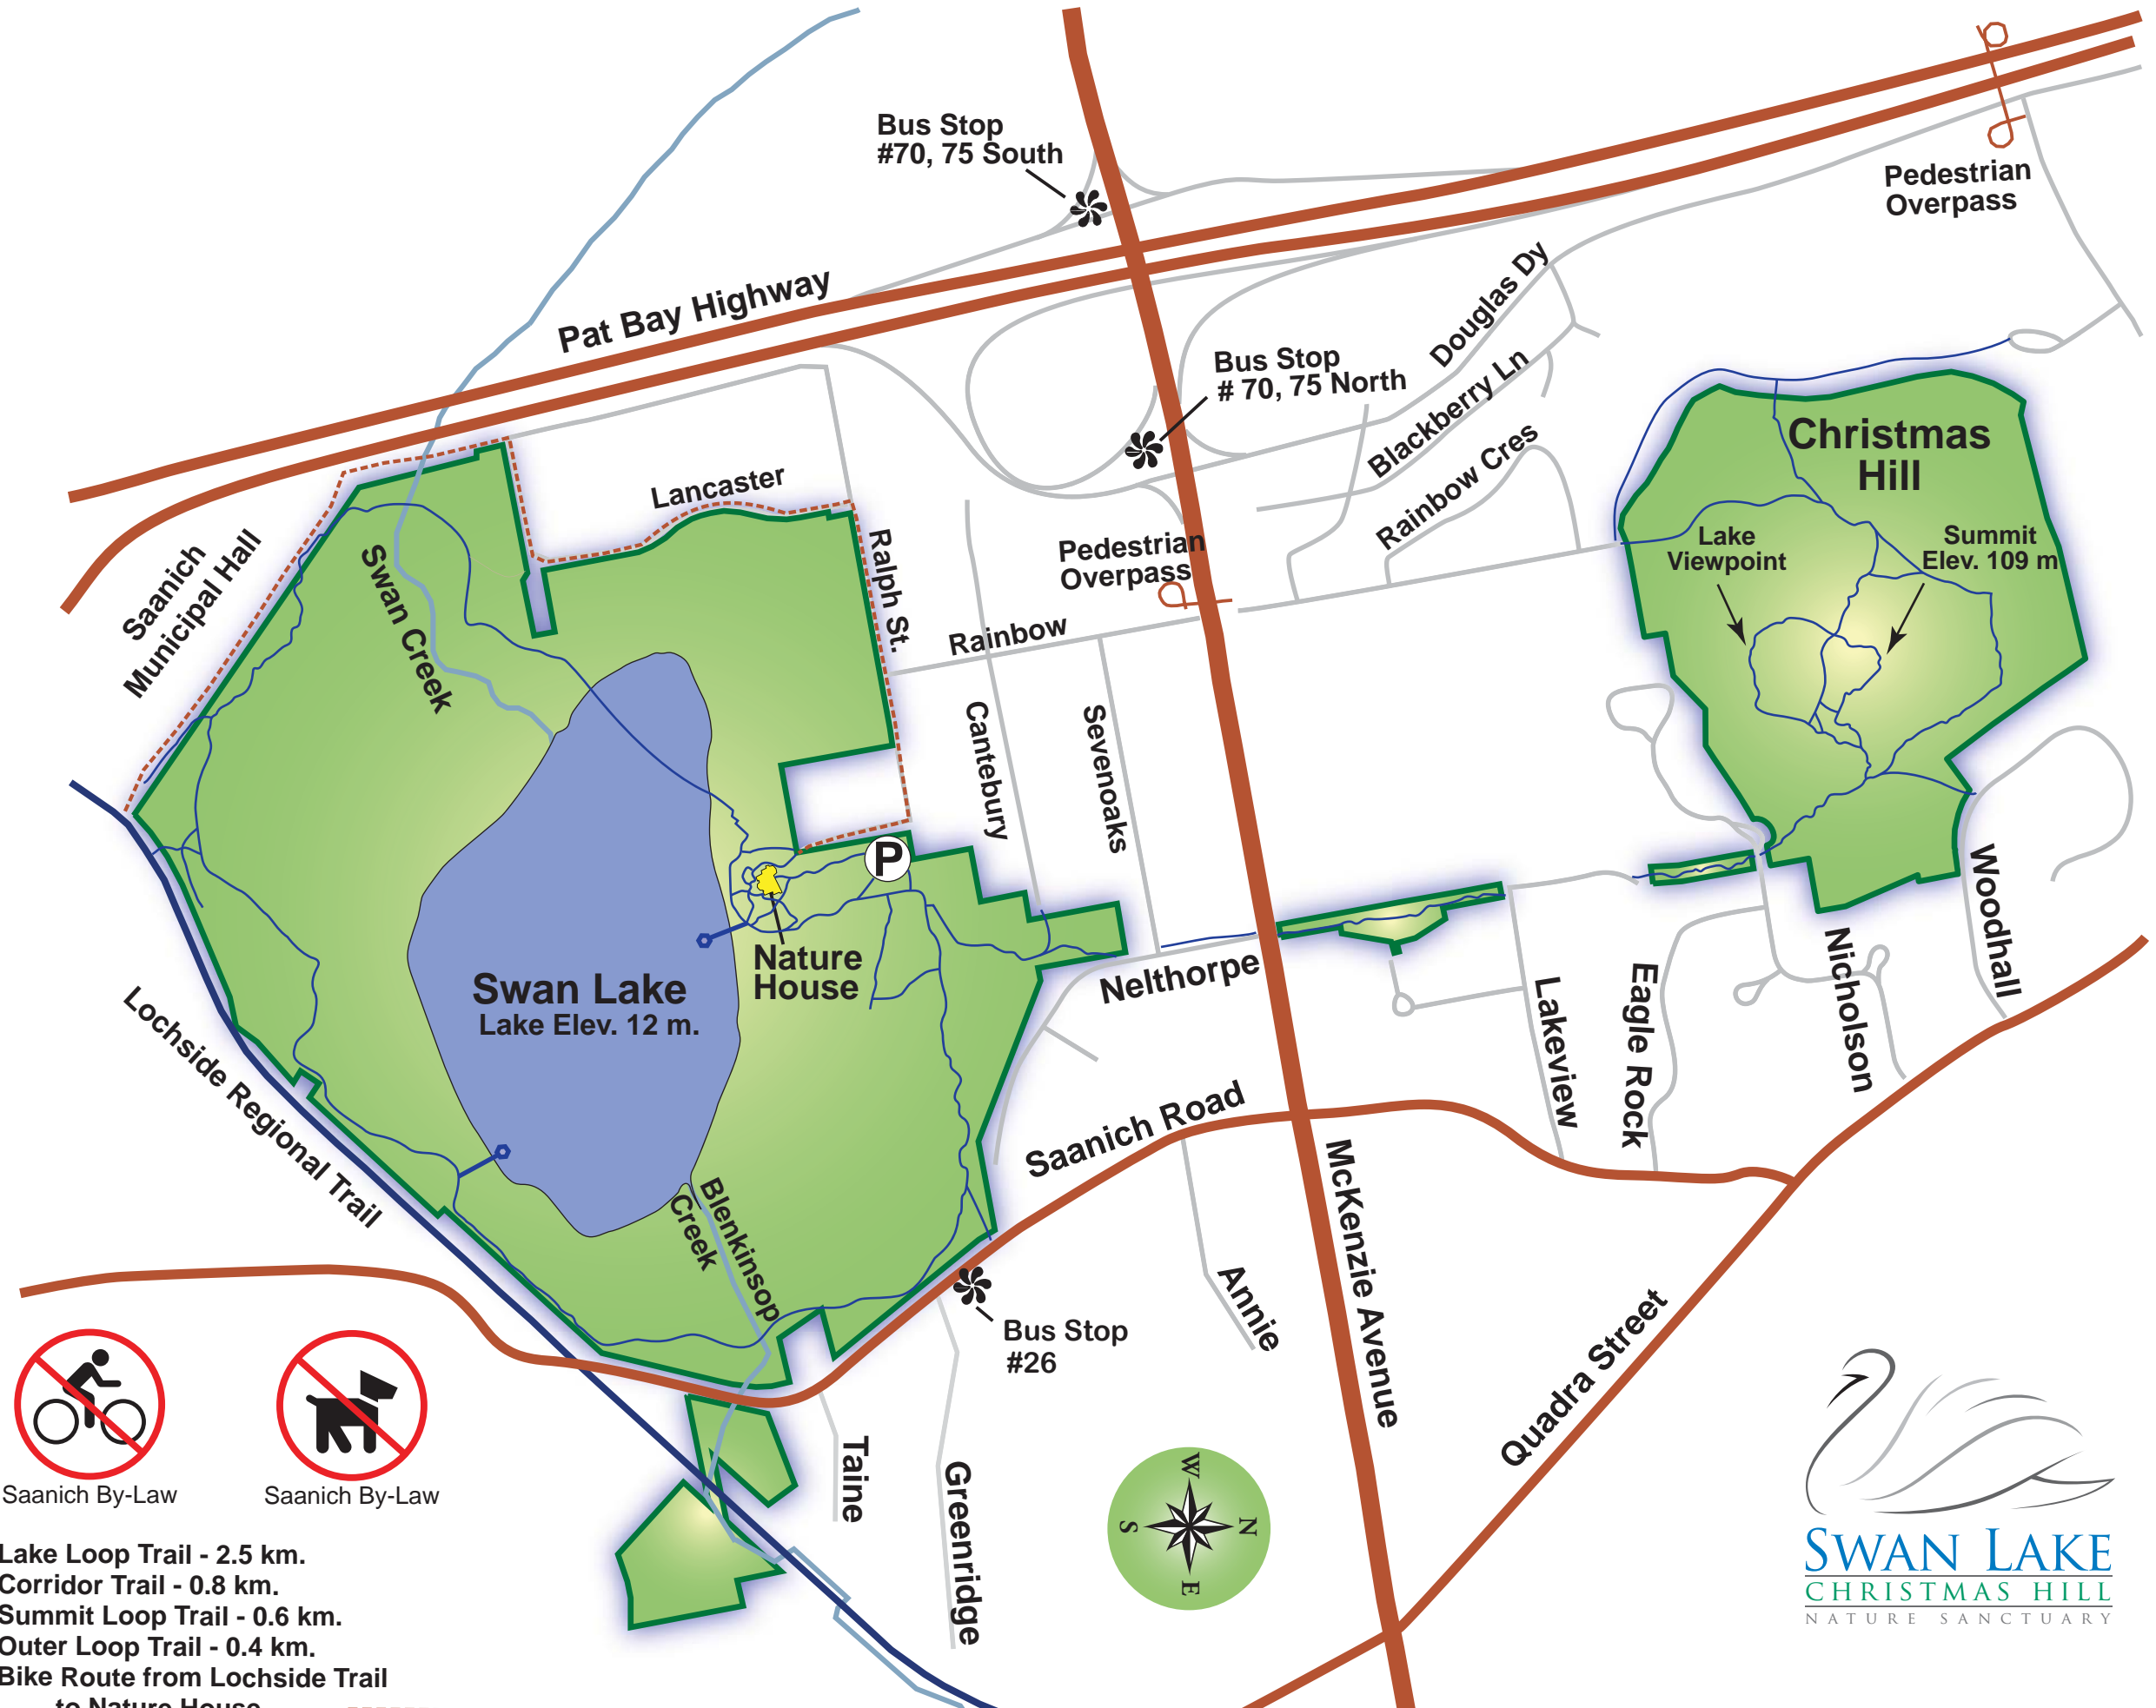 Bus Stop
#70, 75 South
Pedestrian
Overpass
Pat Bay Highway
Douglas Dy
Bus Stop
# 70, 75 North
Blackberry Ln
Rainbow Cres
Christmas
Hill
Lake
Viewpoint
Summit
Elev. 109 m
Lancaster
Saanich
Municipal Hall
Swan Creek
Ralph St.
Pedestrian
Overpass
Rainbow
Cantebury
Sevenoaks
P
Nature
House
Swan Lake
Lake Elev. 12 m.
Nelthorpe
Lakeview
Eagle Rock
Nicholson
Woodhall
Lochside Regional Trail
Saanich Road
Blenkinsop
Creek
McKenzie Avenue
Annie
Bus Stop
#26
Quadra Street
Taine
Greenridge
W
S
N
E
Saanich By-Law
Saanich By-Law
Lake Loop Trail - 2.5 km.
Corridor Trail - 0.8 km.
Summit Loop Trail - 0.6 km.
Outer Loop Trail - 0.4 km.
Bike Route from Lochside Trail
to Nature House
SWAN LAKE
CHRISTMAS HILL
NATURE SANCTUARY